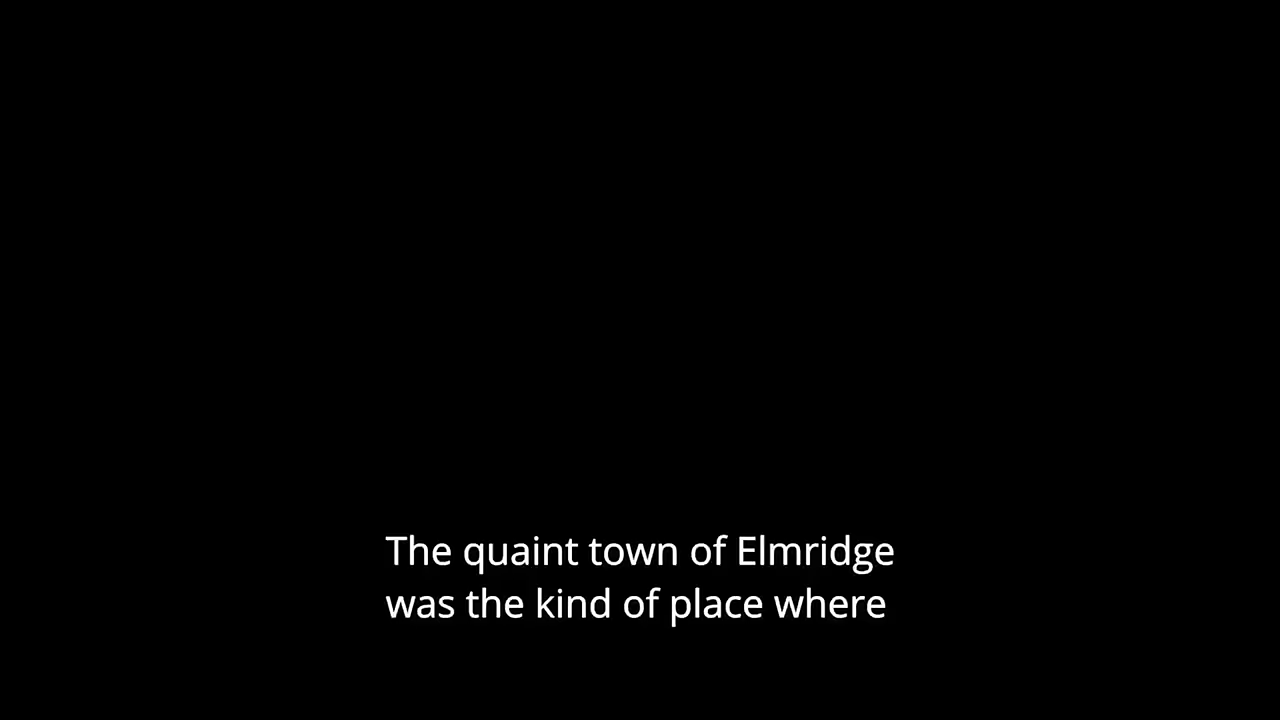 The quaint town of Elmridge
was the kind of place where